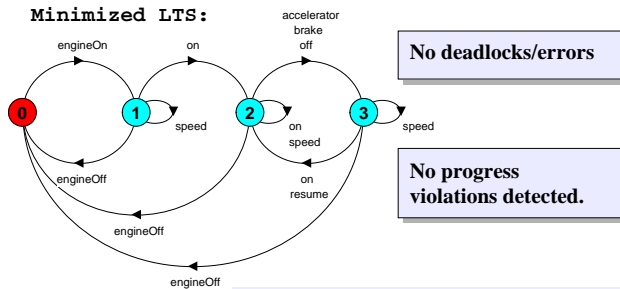 Minimized LTS:
accelerator
brake
off
engineOn
on
No deadlocks/errors
0
1
2
3
speed
on
speed
speed
engineOff
on
resume
No progress
violations detected.
engineOff
engineOff